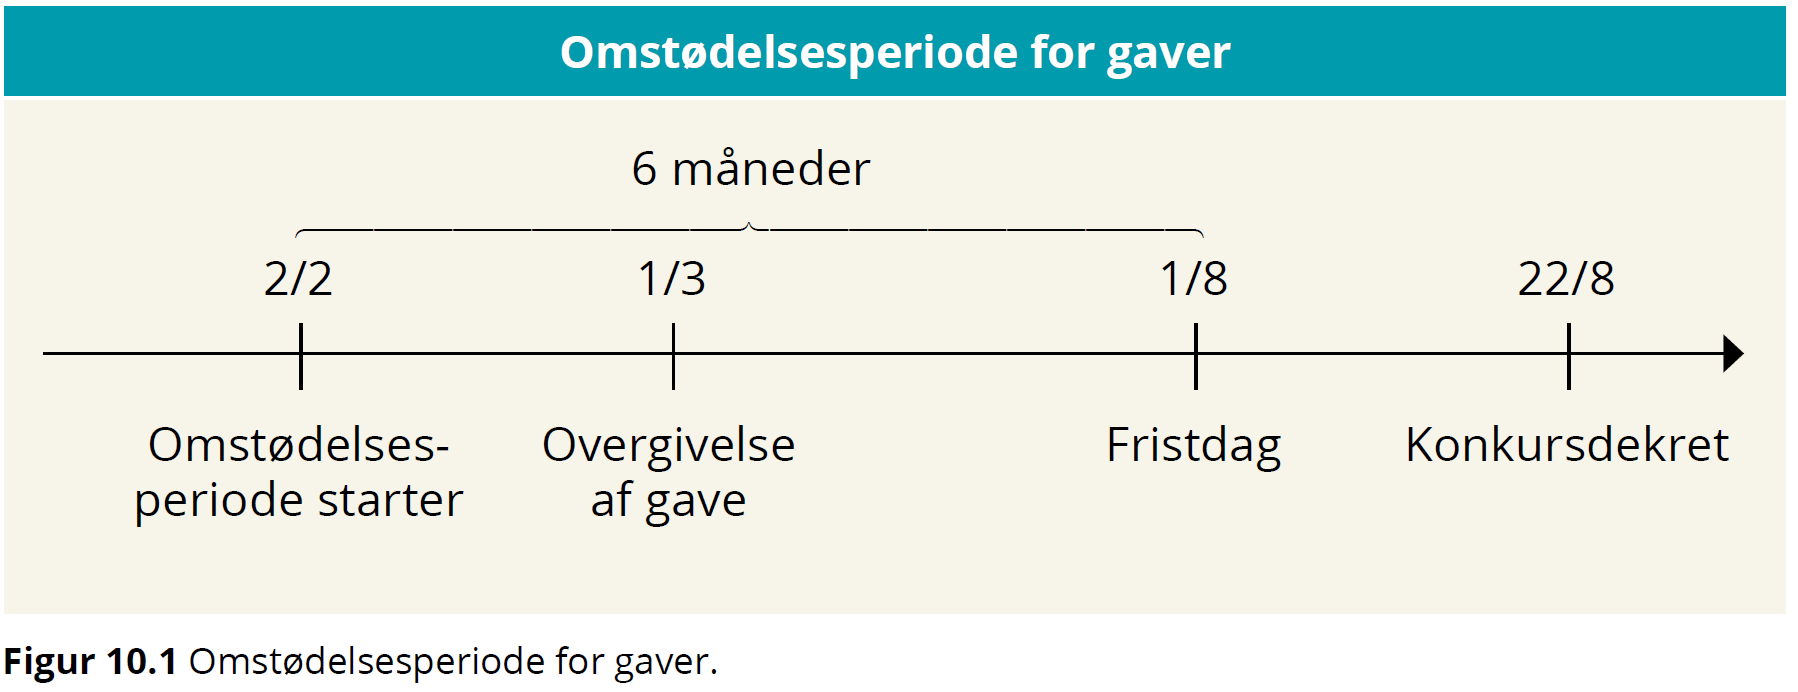 Omstødelsesperiode for gaver
6 måneder
2/2 1/3 1/8 22/8
Omstødelses- Overgivelse Fristdag Konkursdekret
periode starter af gave
Figur 10.1 Omstødelsesperiode for gaver.